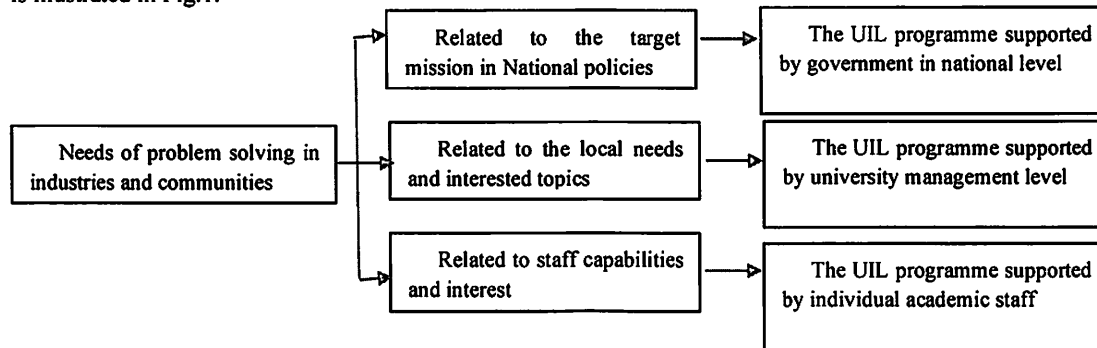 is illustrated in Fig.1.
Related to the target
mission in National policies
The UIL programme supported
by government in national level
Needs of problem solving in
industries and communities
Related to the local needs
and interested topics
The UIL programme supported
by university management level
Related to staff capabilities
and interest
The UIL programme supported
by individual academic staff